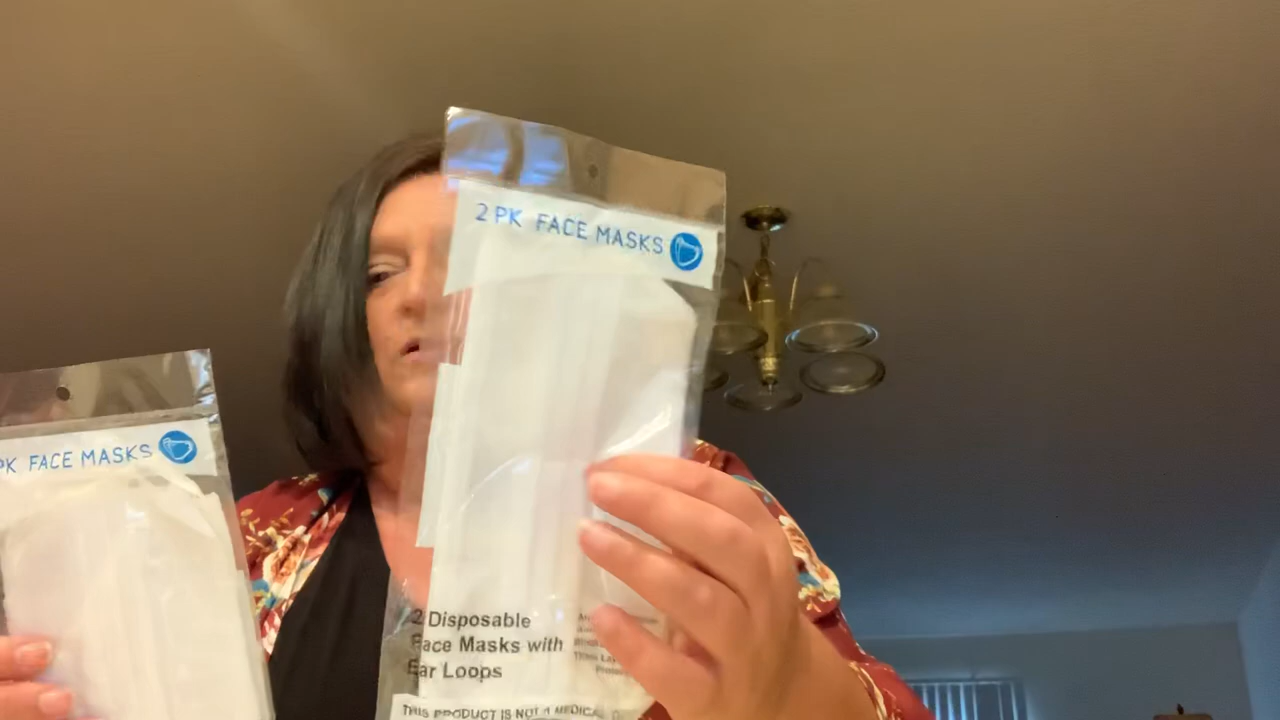 2 PK FACE MASKS
PK FACE MASKS
2 Disposable
Face Masks with
Ear Loops
THIS PRODUCT IS NOT A MEDICAL